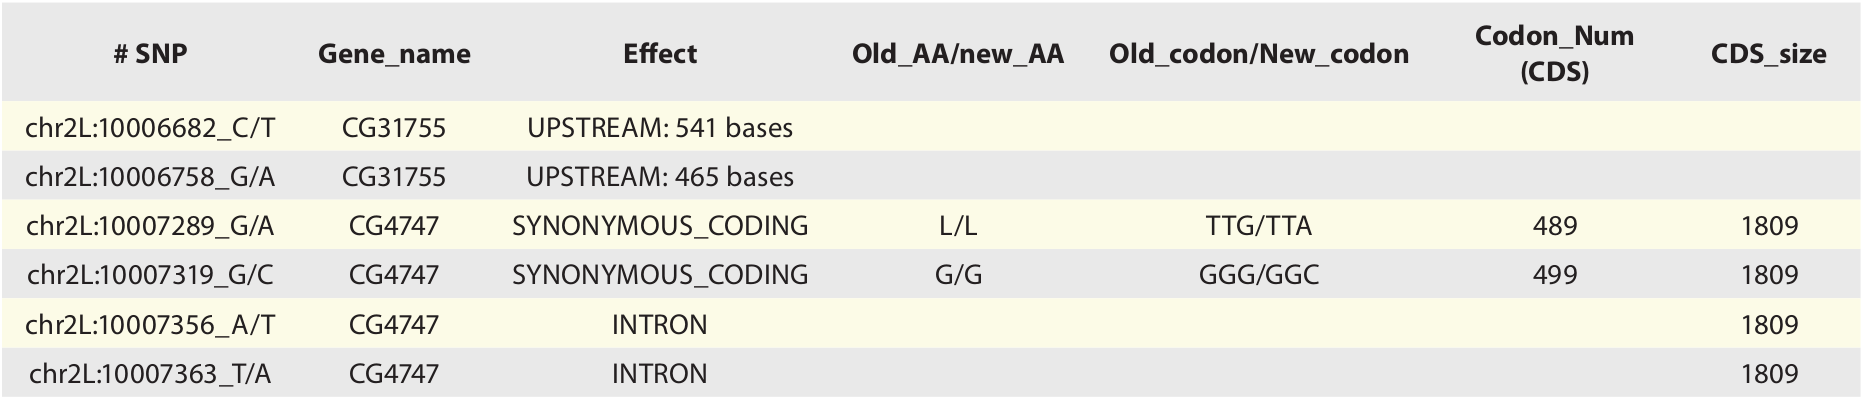 # SNP Gene_name Effect Old_AA/new_AA Old_codon/New_codon Codon_Num (CDS) CDS_size
chr2L:10006682_C/T CG31755 UPSTREAM: 541 bases
chr2L:10006758_G/A CG31755 UPSTREAM: 465 bases
chr2L:10007289_G/A CG4747 SYNONYMOUS_CODING L/L TTG/TTA 489 1809
chr2L:10007319_G/C CG4747 SYNONYMOUS_CODING G/G GGG/GGC 499 1809
chr2L:10007356_A/T CG4747 INTRON 1809
chr2L:10007363_T/A CG4747 INTRON 1809